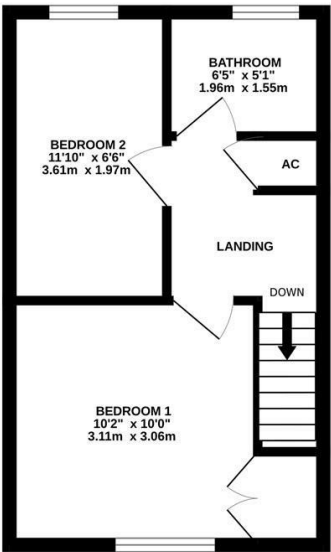 BATHROOM
6'5" x 5'1"
1.96m x 1.55m
BEDROOM 2
11'10" x 6'6"
3.61m x 1.97m
AC
LANDING
DOWN
BEDROOM 1
10'2" x 10'0"
3.11m x 3.06m